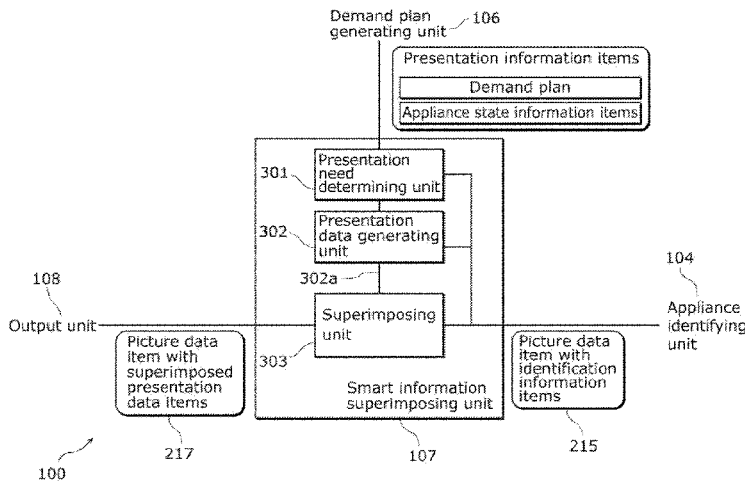 Demand plan
generating unit
106
Presentation information items
Demand plan
Appliance state information items
301
Presentation
need
determining unit
302
Presentation
data generating
unit
302a
108
Output unit
104
Appliance
identifying
unit
Superimposing
unit
303
Picture data
item with
superimposed
presentation
data items
217
Smart information
superimposing unit
107
Picture data
item with
identification
information
items
215
100